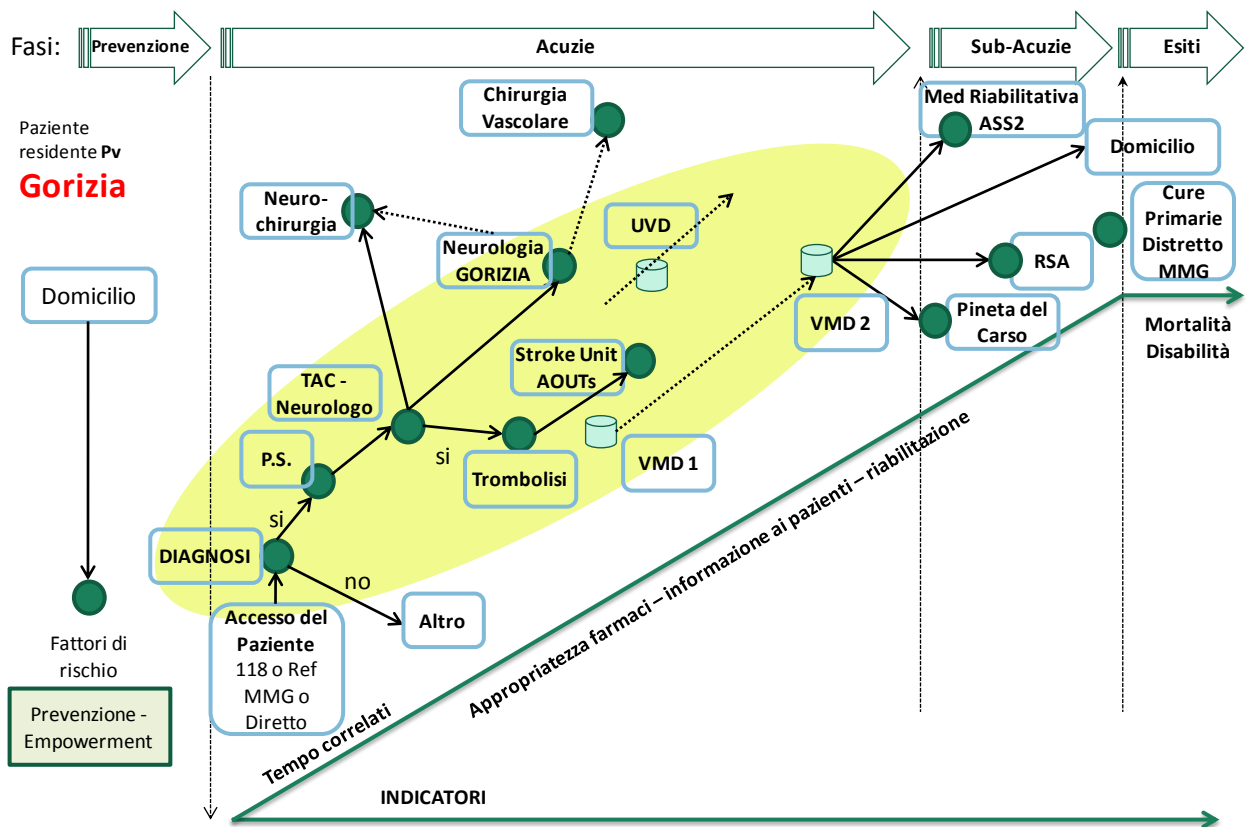 Fasi:
Prevenzione
Acuzie
Sub-Acuzie
Esiti
Paziente
residente Pv
Gorizia
Chirurgia
Vascolare
Med Riabilitativa
ASS2
Domicilio
Neuro-
chirurgia
Neurologia
GORIZIA
UVD
Cure
Primarie
Distretto
MMG
RSA
Domicilio
VMD 2
Pineta del
Carso
Mortalità
Disabilità
Stroke Unit
AOUTs
TAC -
Neurologo
si
P.S.
Trombolisi
VMD 1
si
DIAGNOSI
no
Altro
Accesso del
Paziente
118 o Ref
MMG o
Diretto
Fattori di
rischio
Prevenzione -
Empowerment
Tempo correlati
Appropriatezza farmaci – informazione ai pazienti – riabilitazione
INDICATORI